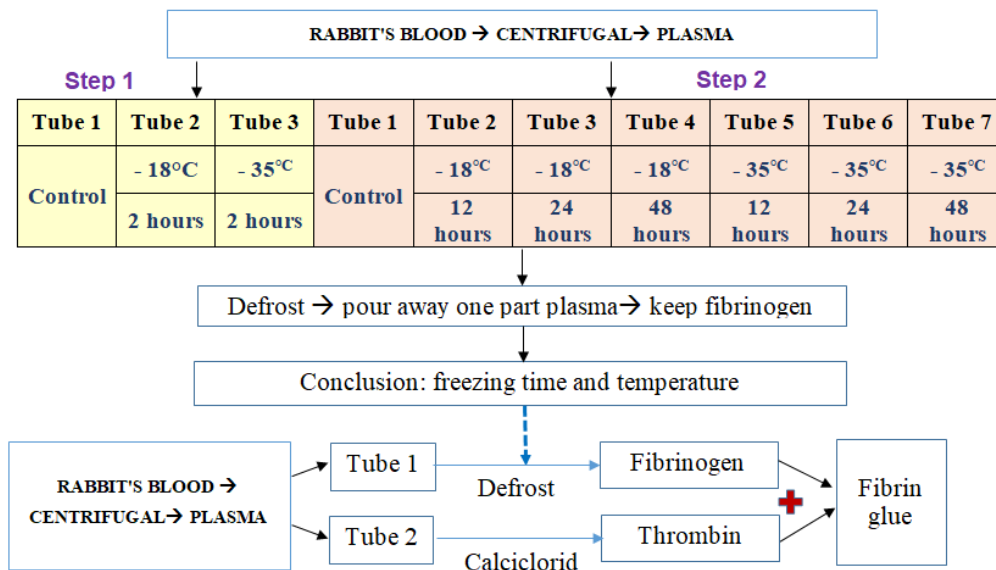 RABBIT'S BLOOD → CENTRIFUGAL→ PLASMA
Step 1
Step 2
Tube 1 Tube 2 Tube 3 Tube 1 Tube 2 Tube 3 Tube 4 Tube 5 Tube 6 Tube 7
Control - 18°C - 35°C Control - 18°C - 18°C - 18°C - 35°C - 35°C - 35°C
2 hours 2 hours 12 hours 24 hours 48 hours 12 hours 24 hours 48 hours
Defrost → pour away one part plasma→ keep fibrinogen
Conclusion: freezing time and temperature
RABBIT'S BLOOD →
CENTRIFUGAL→ PLASMA
Tube 1
Defrost
Fibrinogen
Tube 2
Calciclorid
Thrombin
Fibrin
glue